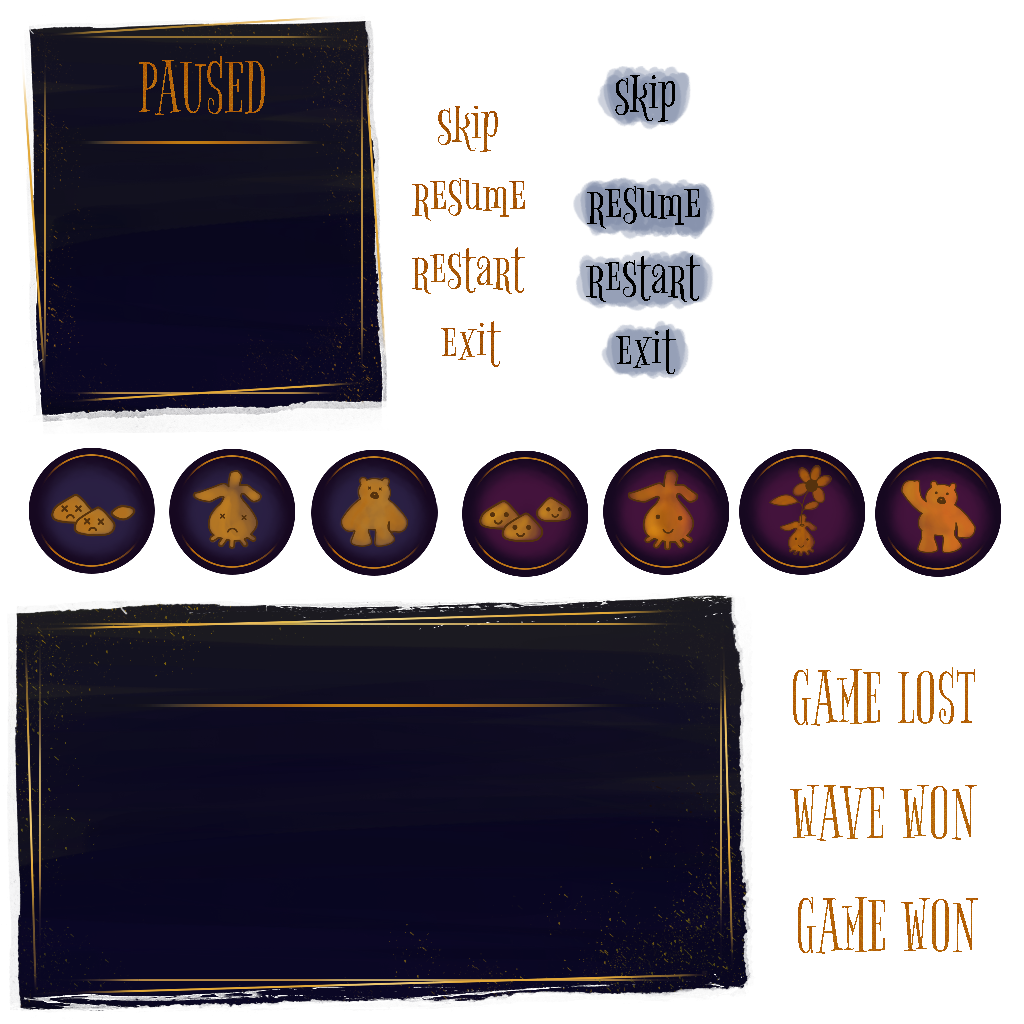 PAUSED
Skip
RESUME
REStaRt
Exit
Skip
RESUME
REStaRt
Exit
GAME LOST
WAVE WON
GAME WON